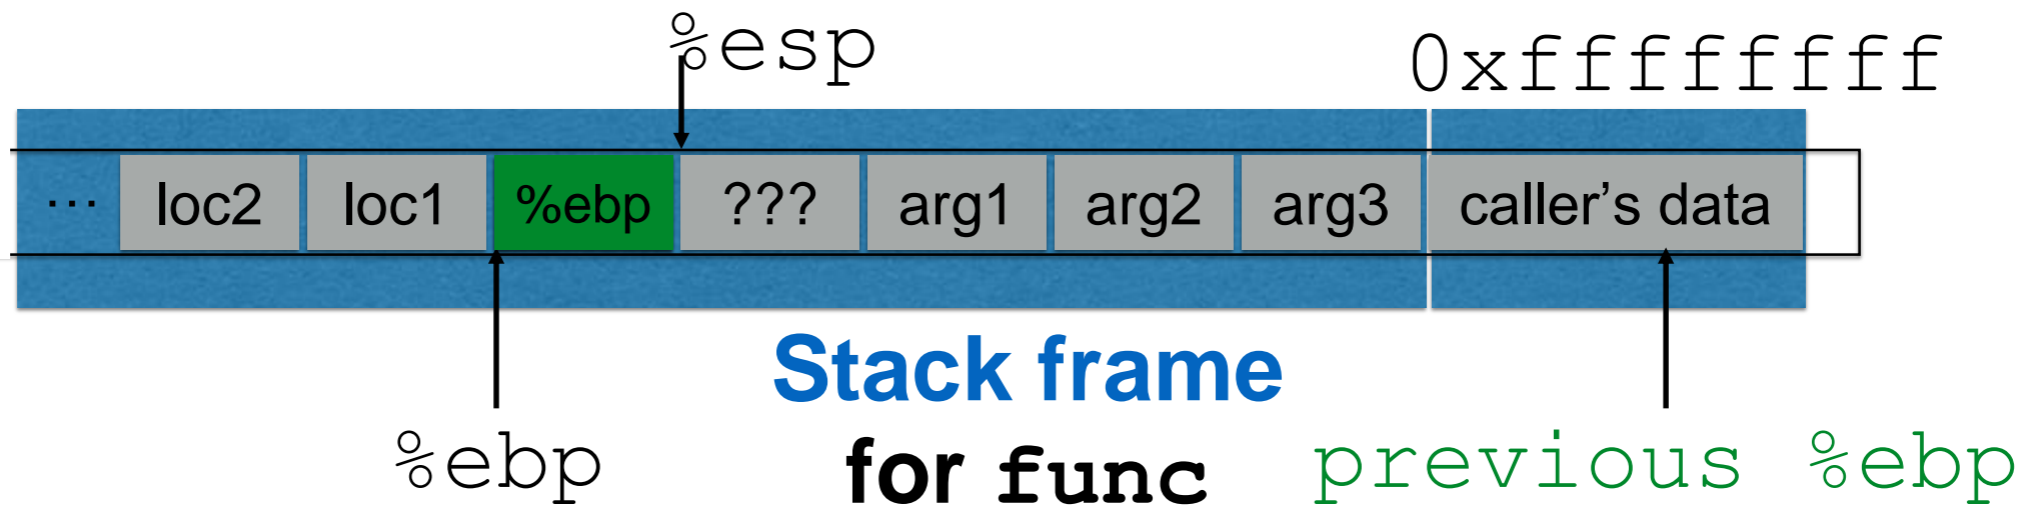 %esp
0xffffffff
… loc2 loc1 %ebp ??? arg1 arg2 arg3 caller’s data
Stack frame
%ebp
for func
previous %ebp